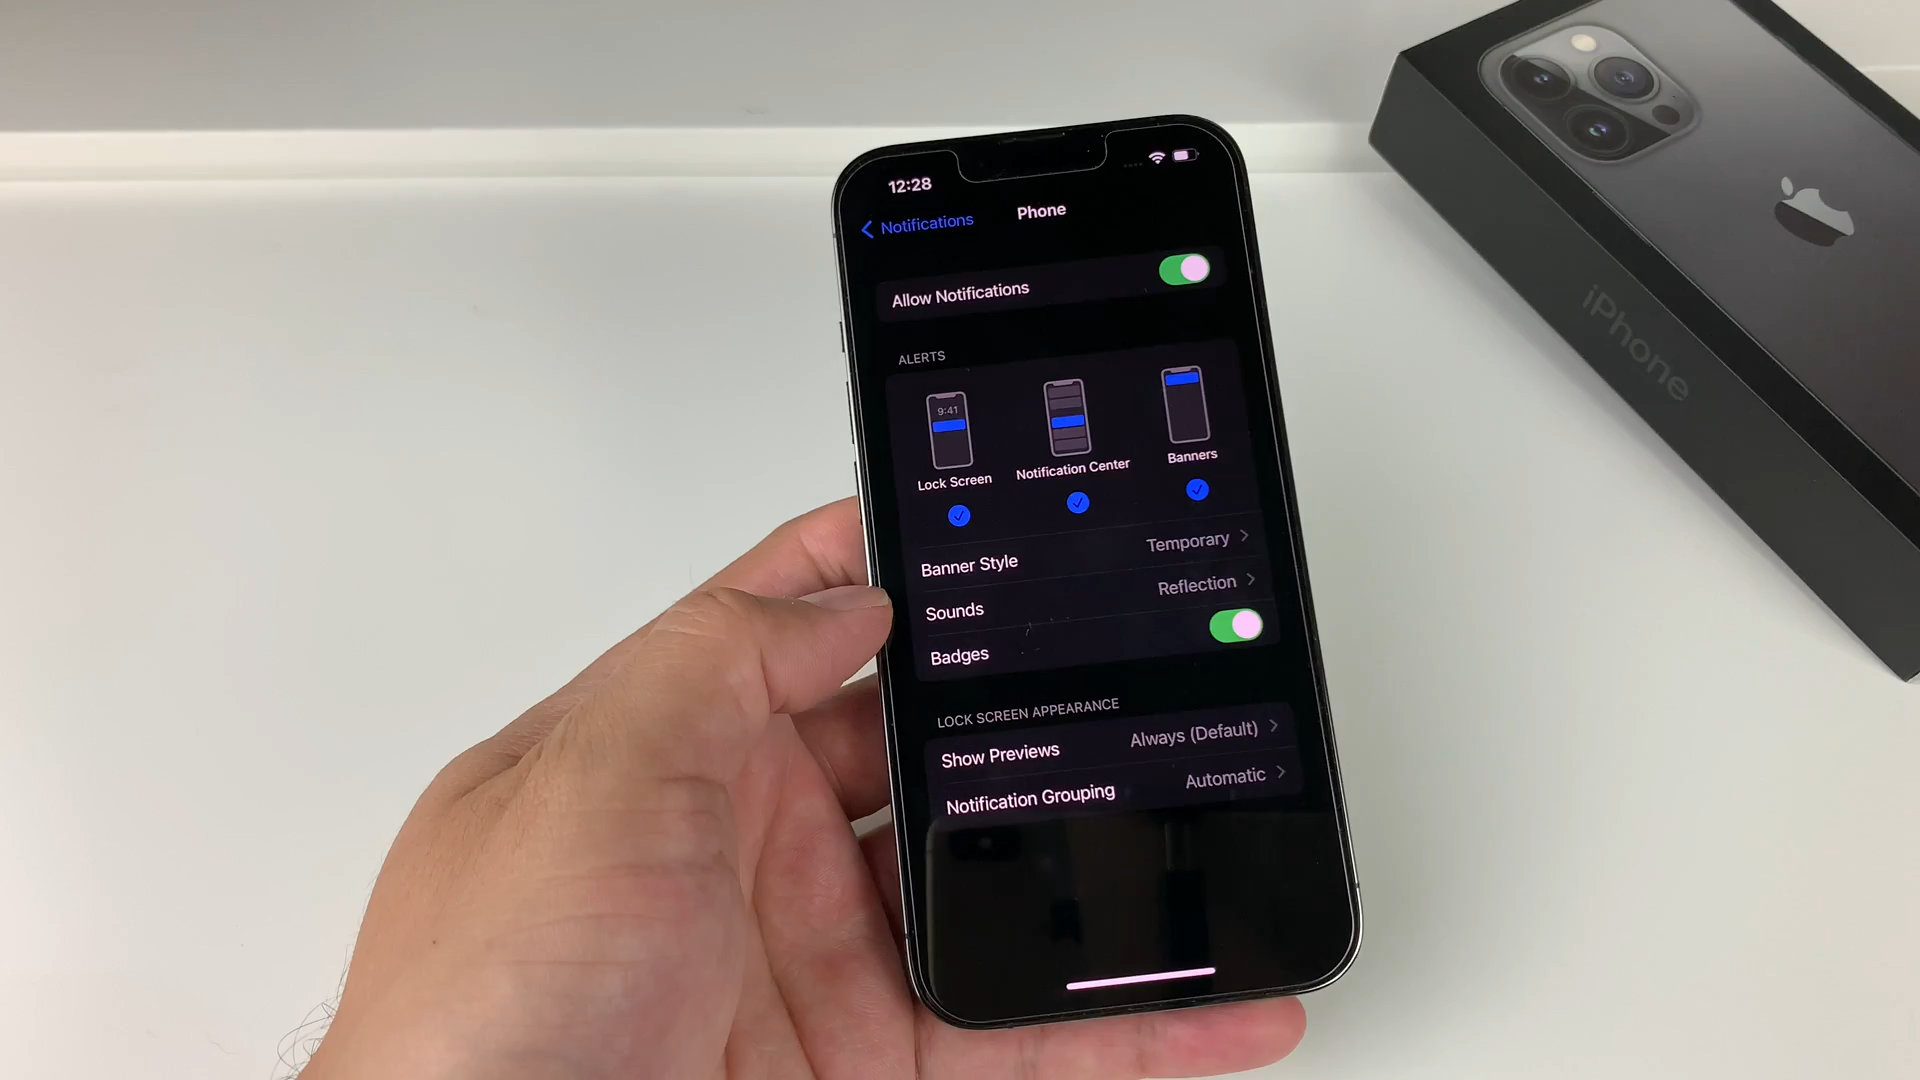 12:28
Notifications
Phone
Allow Notifications
ALERTS
9:41
Lock Screen
Notification Center
Banners
Banner Style
Temporary
Sounds
Reflection
Badges
LOCK SCREEN APPEARANCE
Show Previews
Always (Default)
Notification Grouping
Automatic
iPhone